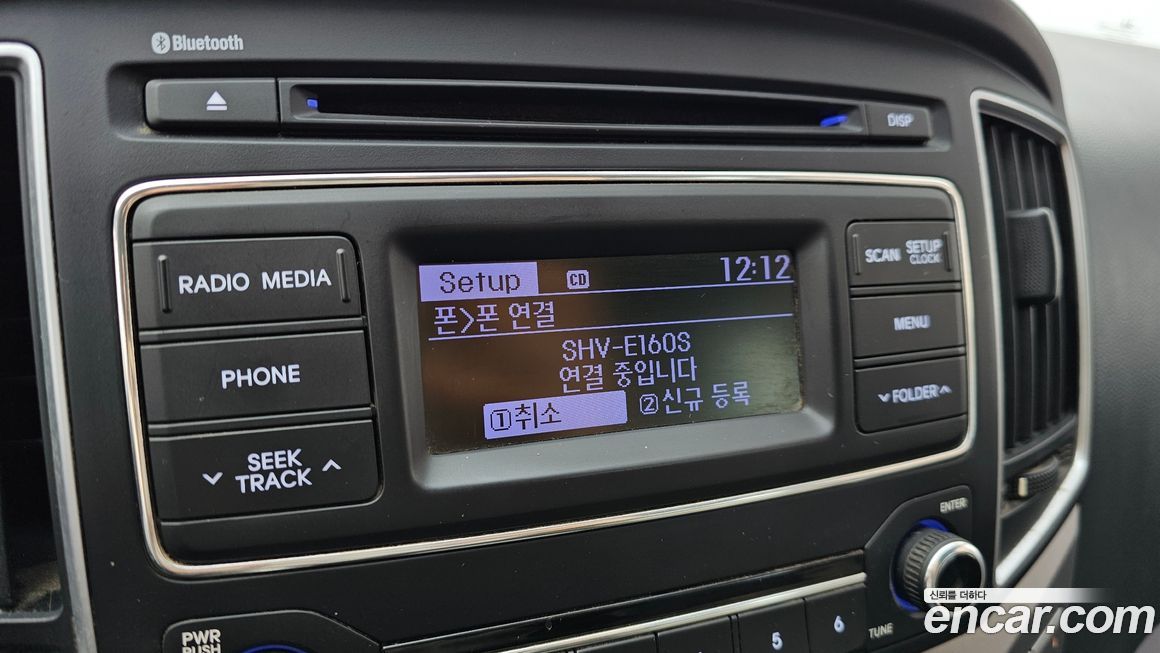 Bluetooth
DISP
RADIO MEDIA
PHONE
SEEK
TRACK
Setup CD 12:12
폰>폰 연결
SHV-E160S
연결 중입니다
①취소 ②신규 등록
SCAN SETUP
CLOCK
MENU
FOLDER
ENTER
TUNE
PWR
PUSH
5
6
신뢰를 더하다
encar.com